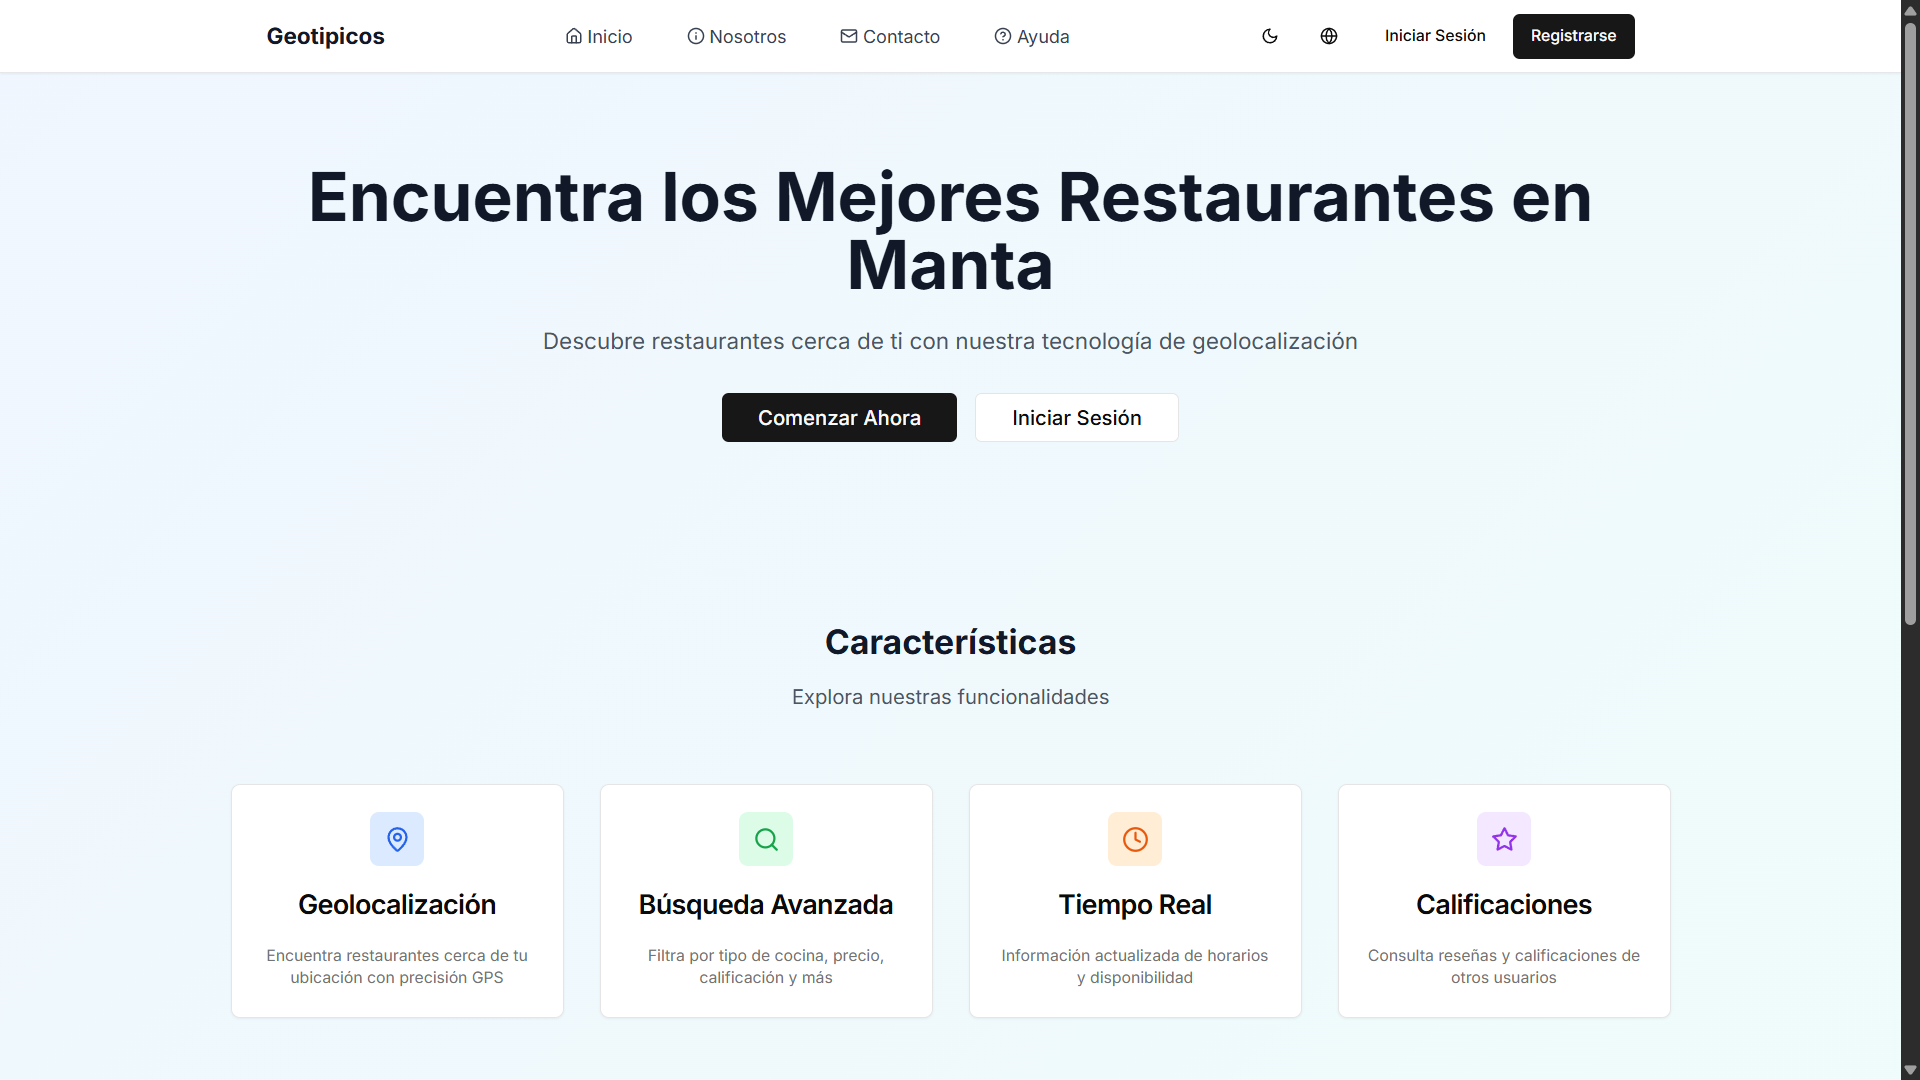 Geotipicos
Inicio
Nosotros
Contacto
Ayuda
Iniciar Sesión
Registrarse
Encuentra los Mejores Restaurantes en
Manta
Descubre restaurantes cerca de ti con nuestra tecnología de geolocalización
Comenzar Ahora
Iniciar Sesión
Características
Explora nuestras funcionalidades
Geolocalización
Encuentra restaurantes cerca de tu
ubicación con precisión GPS
Búsqueda Avanzada
Filtra por tipo de cocina, precio,
calificación y más
Tiempo Real
Información actualizada de horarios
y disponibilidad
Calificaciones
Consulta reseñas y calificaciones de
otros usuarios